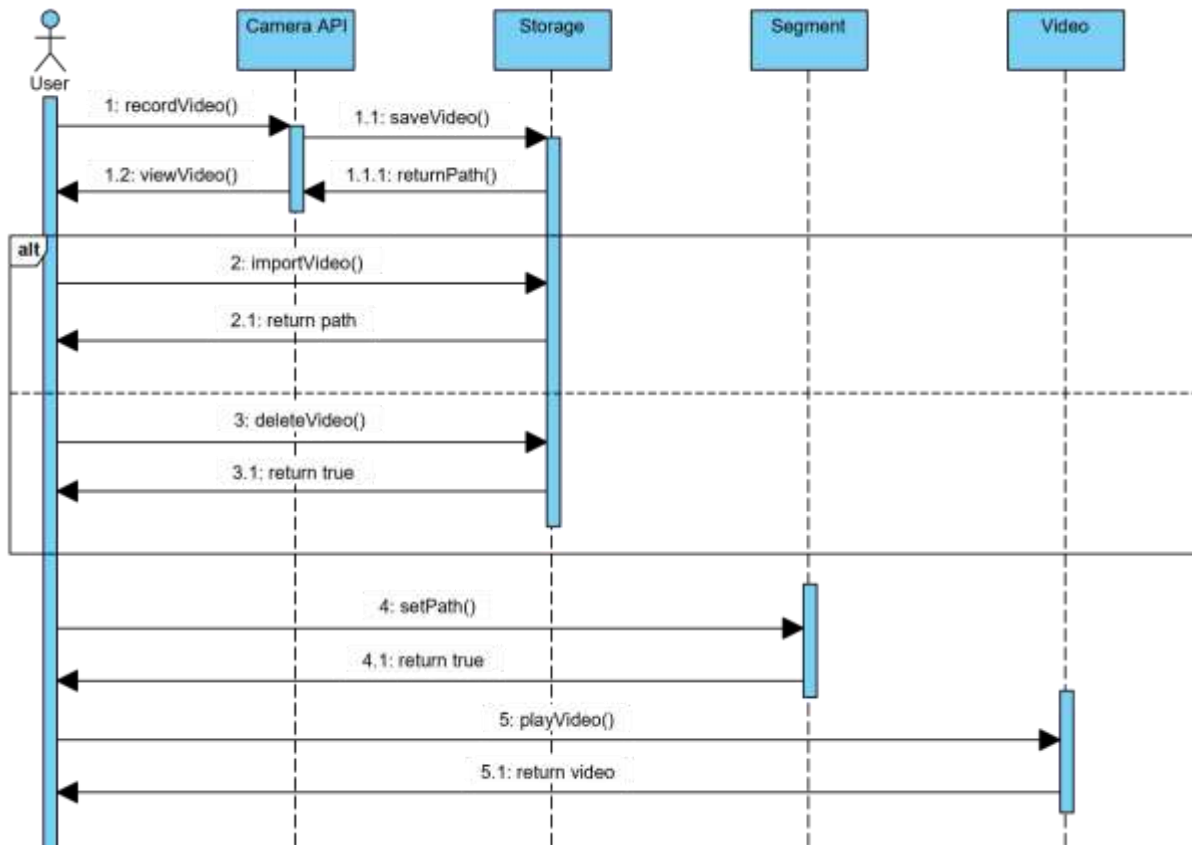 Camera API
Storage
Segment
Video
User
1: recordVideo()
1.1: saveVideo()
1.2: viewVideo()
1.1.1: returnPath()
alt
2: importVideo()
2.1: return path
3: deleteVideo()
3.1: return true
4: setPath()
4.1: return true
5: playVideo()
5.1: return video